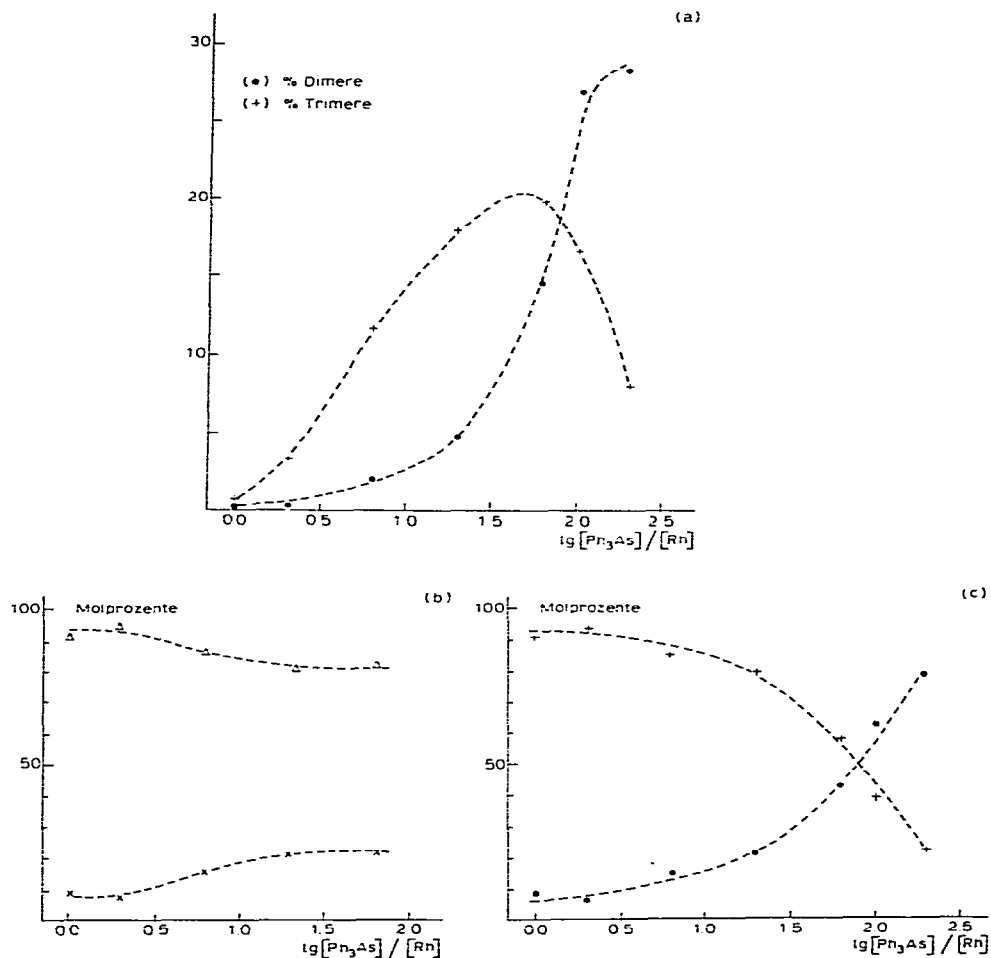 (a)
30
(•) % Dimere
(+) % Trimere
20
10
0.0 0.5 1.0 1.5 2.0 2.5
lg[Ph₃As]/[Rh]
100 Molprozente (b)
50
0.0 0.5 1.0 1.5 2.0
lg[Ph₃As]/[Rh]
100 Molprozente (c)
50
0.0 0.5 1.0 1.5 2.0 2.5
lg[Ph₃As]/[Rh]